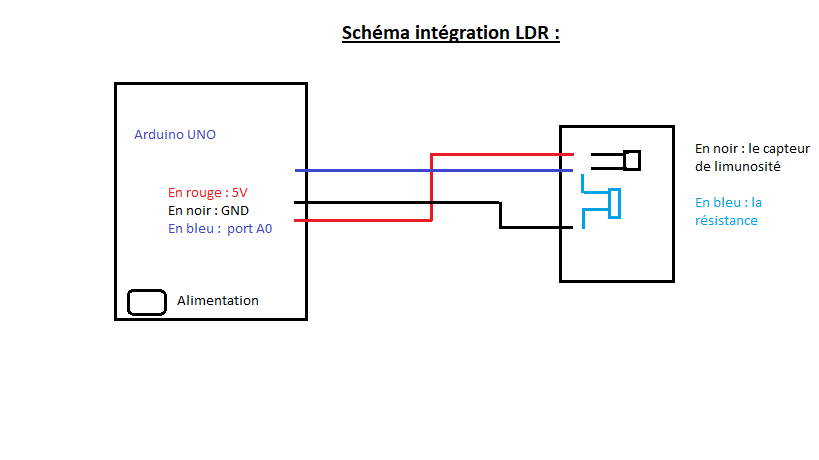 Schéma intégration LDR :
Arduino UNO
En rouge : 5V
En noir : GND
En bleu :  port A0
Alimentation
En noir : le capteur
de limunosité
En bleu : la
résistance